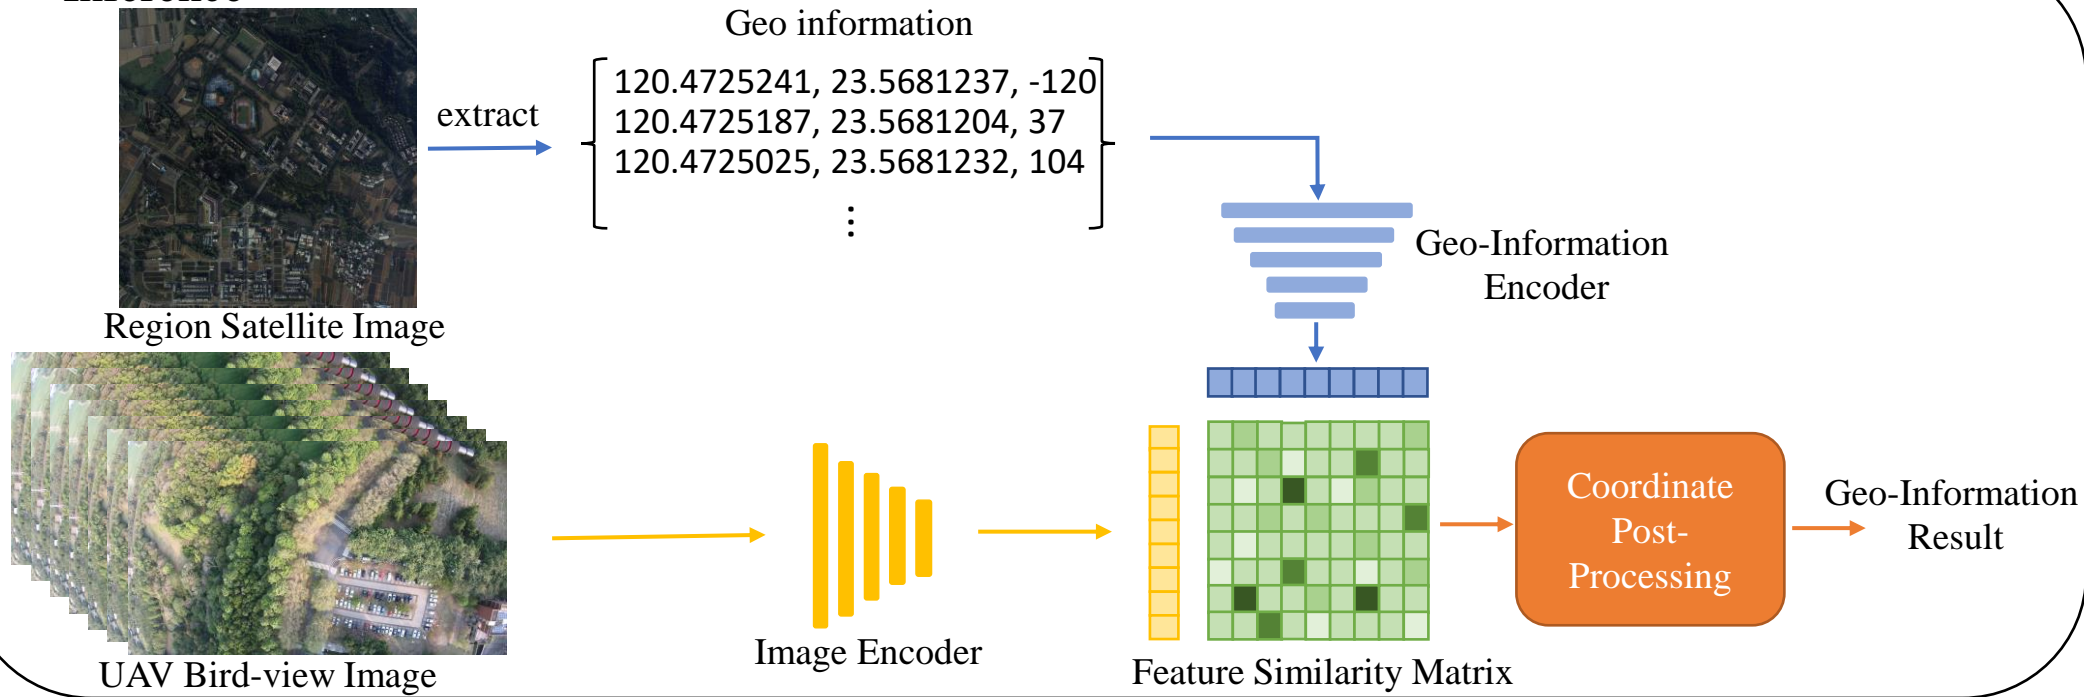 Inference
Geo information
120.4725241, 23.5681237, -120
120.4725187, 23.5681204, 37
120.4725025, 23.5681232, 104
⋮
extract
Region Satellite Image
Geo-Information
Encoder
UAV Bird-view Image
Image Encoder
Feature Similarity Matrix
Coordinate
Post-
Processing
Geo-Information
Result